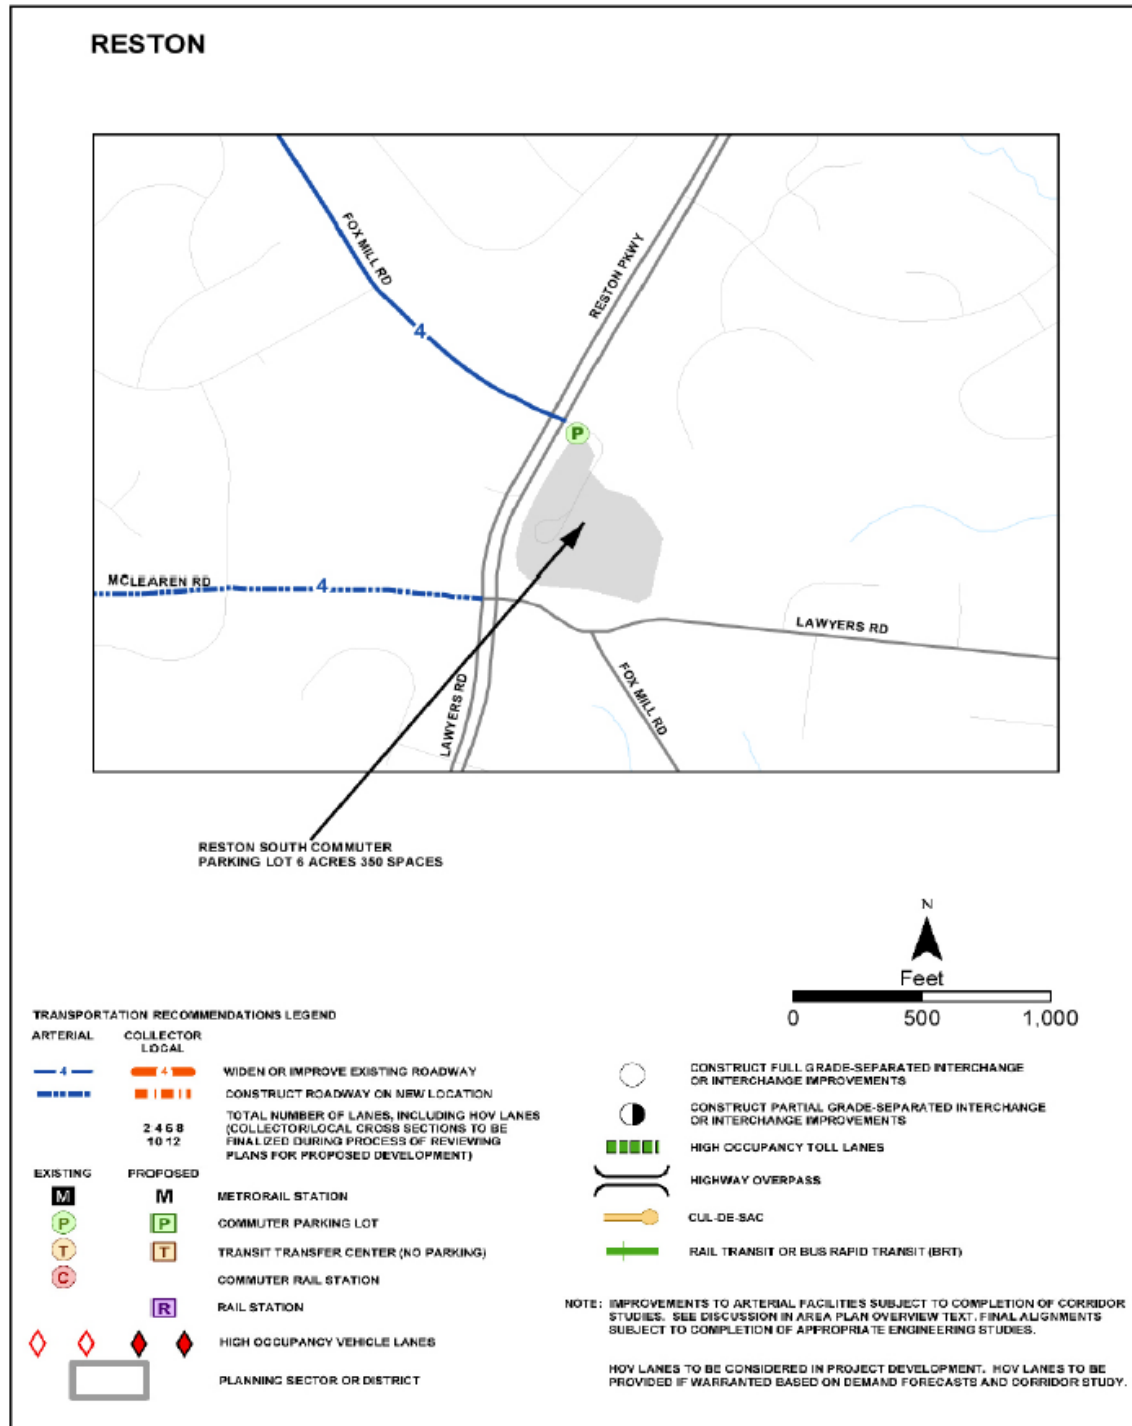 RESTON
FOX MILL RD
RESTON PKWY
4
P
MCLEAREN RD
4
LAWYERS RD
LAWYERS RD
FOX MILL RD
RESTON SOUTH COMMUTER
PARKING LOT 6 ACRES 350 SPACES
N
Feet
0 500 1,000
TRANSPORTATION RECOMMENDATIONS LEGEND
ARTERIAL COLLECTOR
LOCAL
4 4 WIDEN OR IMPROVE EXISTING ROADWAY
CONSTRUCT ROADWAY ON NEW LOCATION
2 4 6 8
10 12
TOTAL NUMBER OF LANES, INCLUDING HOV LANES
(COLLECTOR/LOCAL CROSS SECTIONS TO BE
FINALIZED DURING PROCESS OF REVIEWING
PLANS FOR PROPOSED DEVELOPMENT)
EXISTING PROPOSED
M M METRORAIL STATION
P P COMMUTER PARKING LOT
T T TRANSIT TRANSFER CENTER (NO PARKING)
C COMMUTER RAIL STATION
R RAIL STATION
HIGH OCCUPANCY VEHICLE LANES
PLANNING SECTOR OR DISTRICT
CONSTRUCT FULL GRADE-SEPARATED INTERCHANGE
OR INTERCHANGE IMPROVEMENTS
CONSTRUCT PARTIAL GRADE-SEPARATED INTERCHANGE
OR INTERCHANGE IMPROVEMENTS
HIGH OCCUPANCY TOLL LANES
HIGHWAY OVERPASS
CUL-DE-SAC
RAIL TRANSIT OR BUS RAPID TRANSIT (BRT)
NOTE: IMPROVEMENTS TO ARTERIAL FACILITIES SUBJECT TO COMPLETION OF CORRIDOR
STUDIES. SEE DISCUSSION IN AREA PLAN OVERVIEW TEXT. FINAL ALIGNMENTS
SUBJECT TO COMPLETION OF APPROPRIATE ENGINEERING STUDIES.
HOV LANES TO BE CONSIDERED IN PROJECT DEVELOPMENT. HOV LANES TO BE
PROVIDED IF WARRANTED BASED ON DEMAND FORECASTS AND CORRIDOR STUDY.